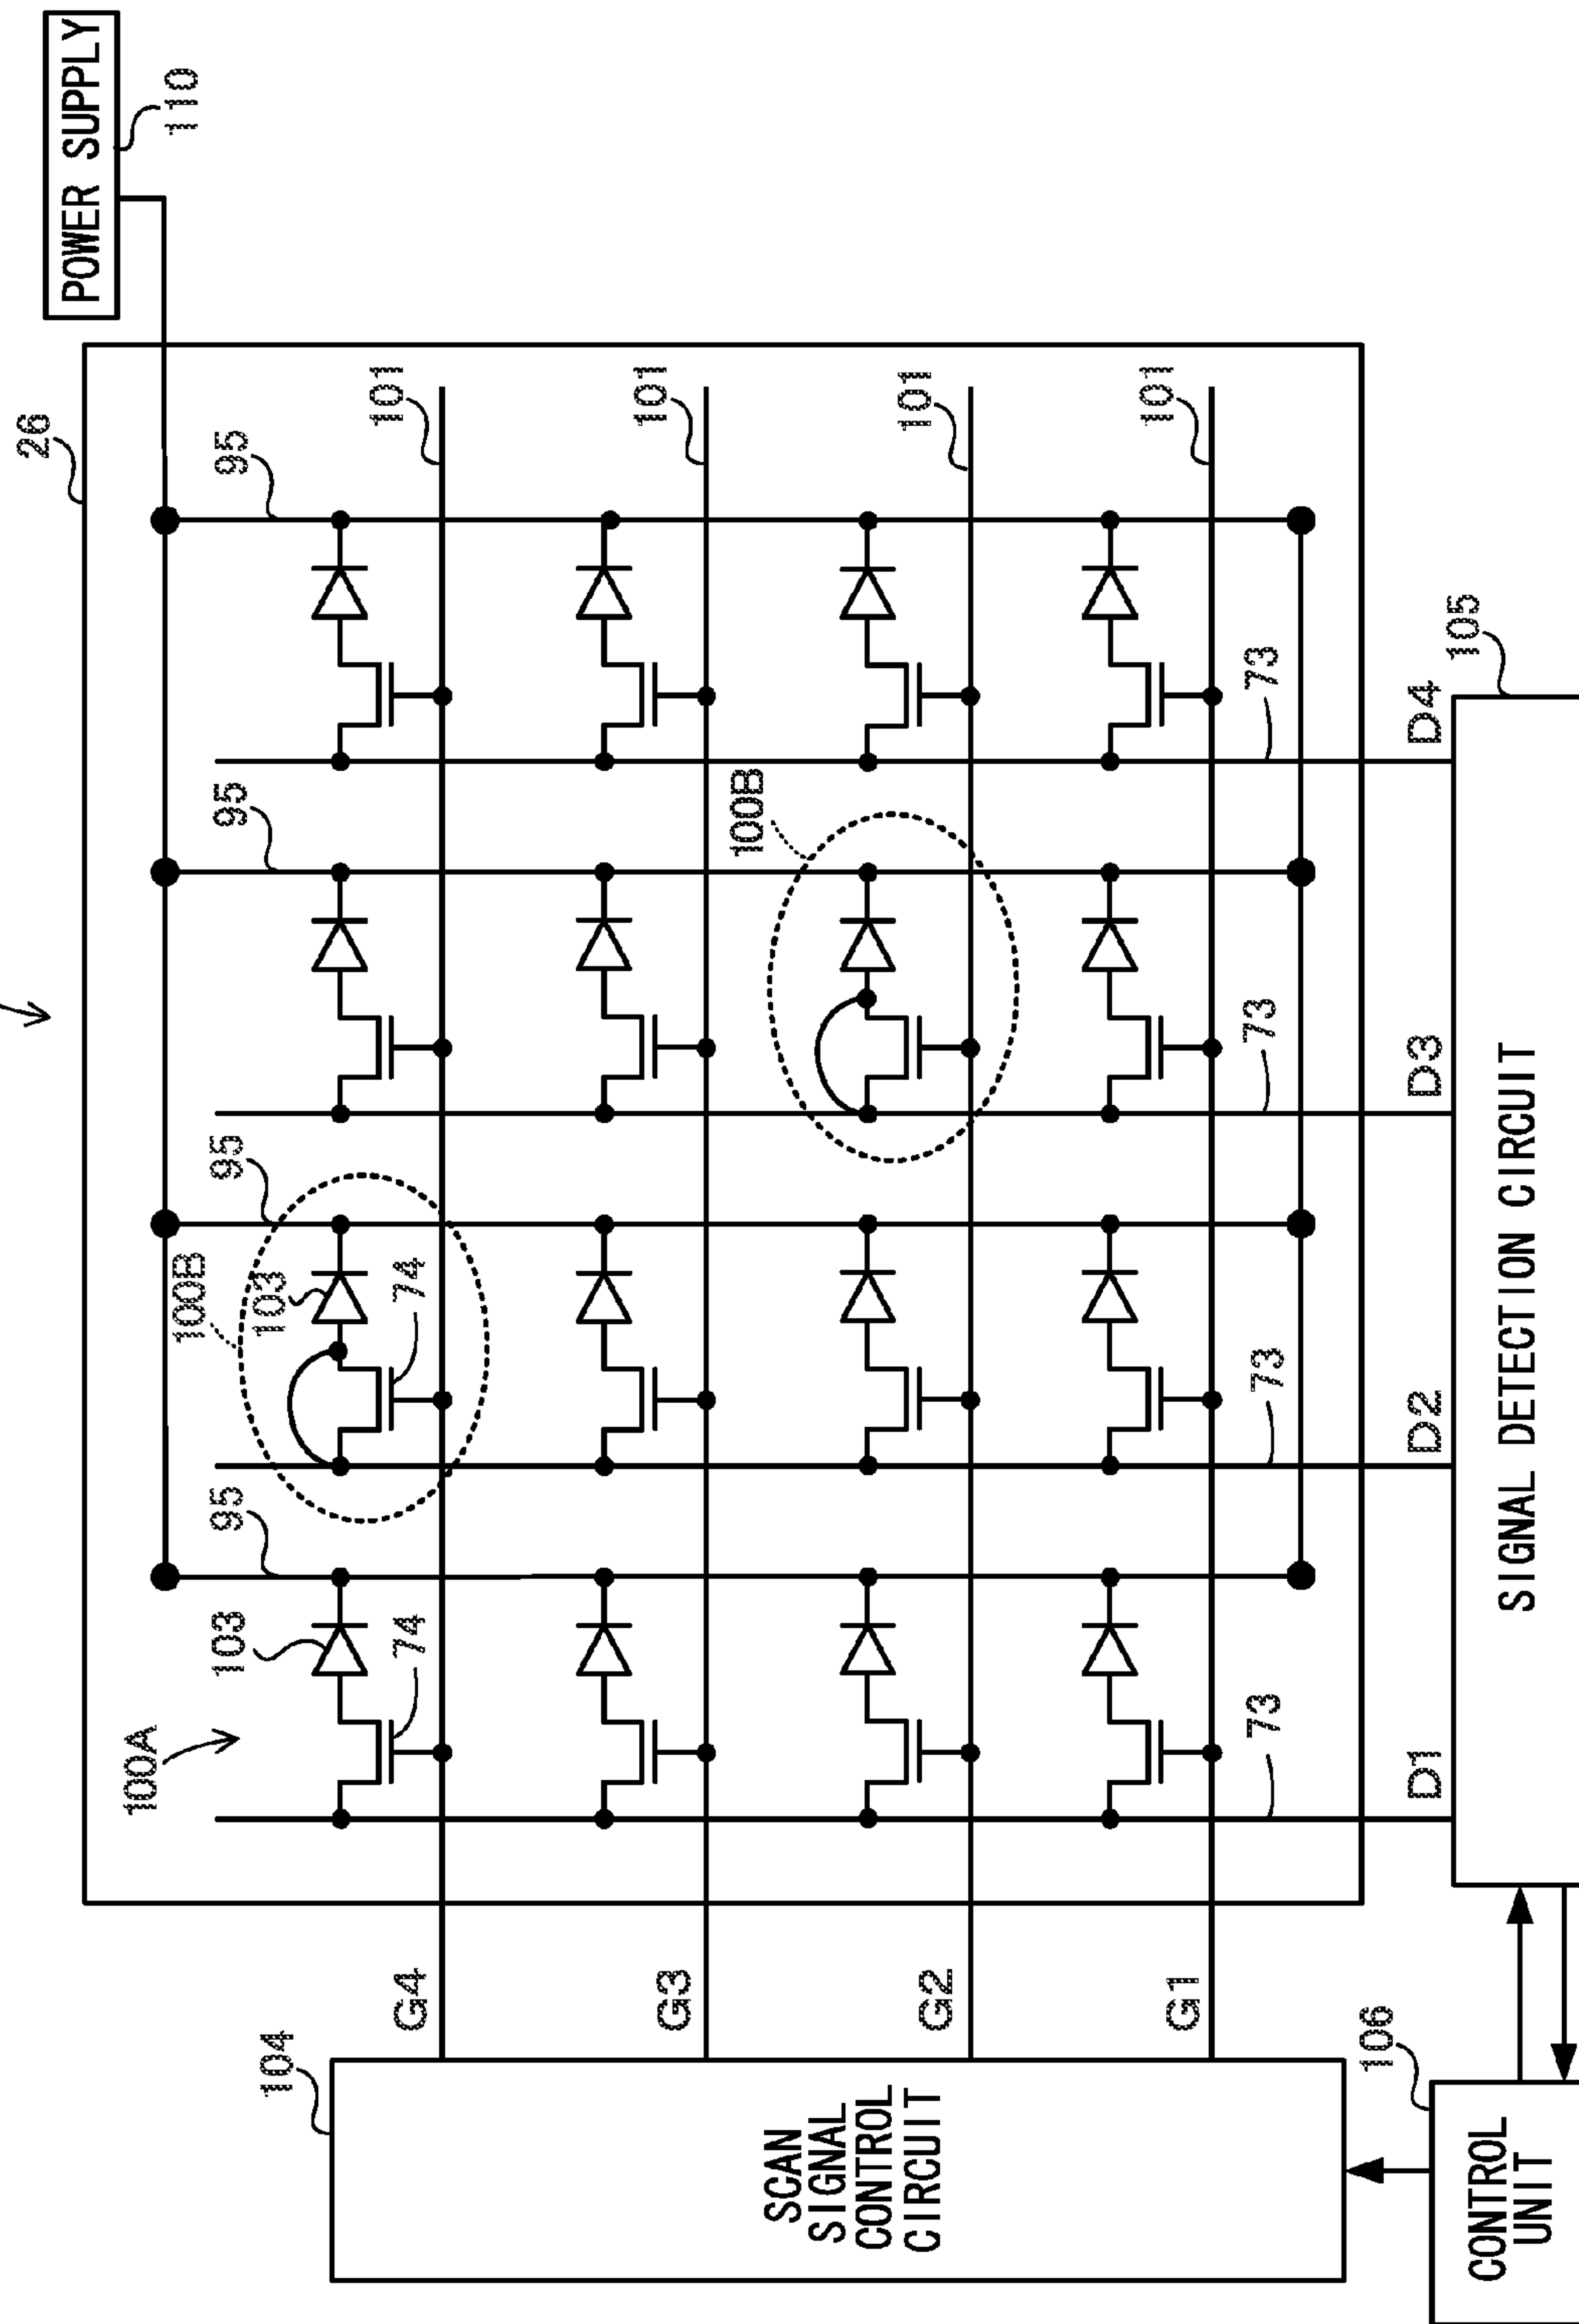 POWER SUPPLY
110
26
95
95
95
95
101
101
101
101
100B
100B
103
103
74
74
100A
73
73
73
73
G4
G3
G2
G1
D1
D2
D3
D4
104
SCAN
SIGNAL
CONTROL
CIRCUIT
105
SIGNAL DETECTION CIRCUIT
106
CONTROL
UNIT